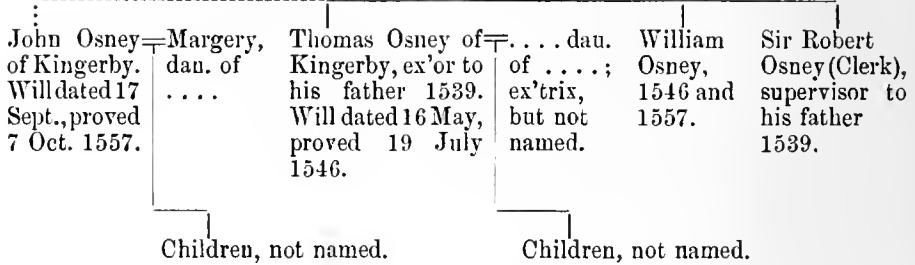 John Osney=Margery,
of Kingerby. dau. of
Will dated 17 . . . .
Sept., proved
7 Oct. 1557.
Thomas Osney of=. . . . dau.
Kingerby, ex'or to of . . . . ;
his father 1539. ex'trix,
Will dated 16 May, but not
proved 19 July named.
1546.
William
Osney,
1546 and
1557.
Sir Robert
Osney (Clerk),
supervisor to
his father
1539.
Children, not named.
Children, not named.